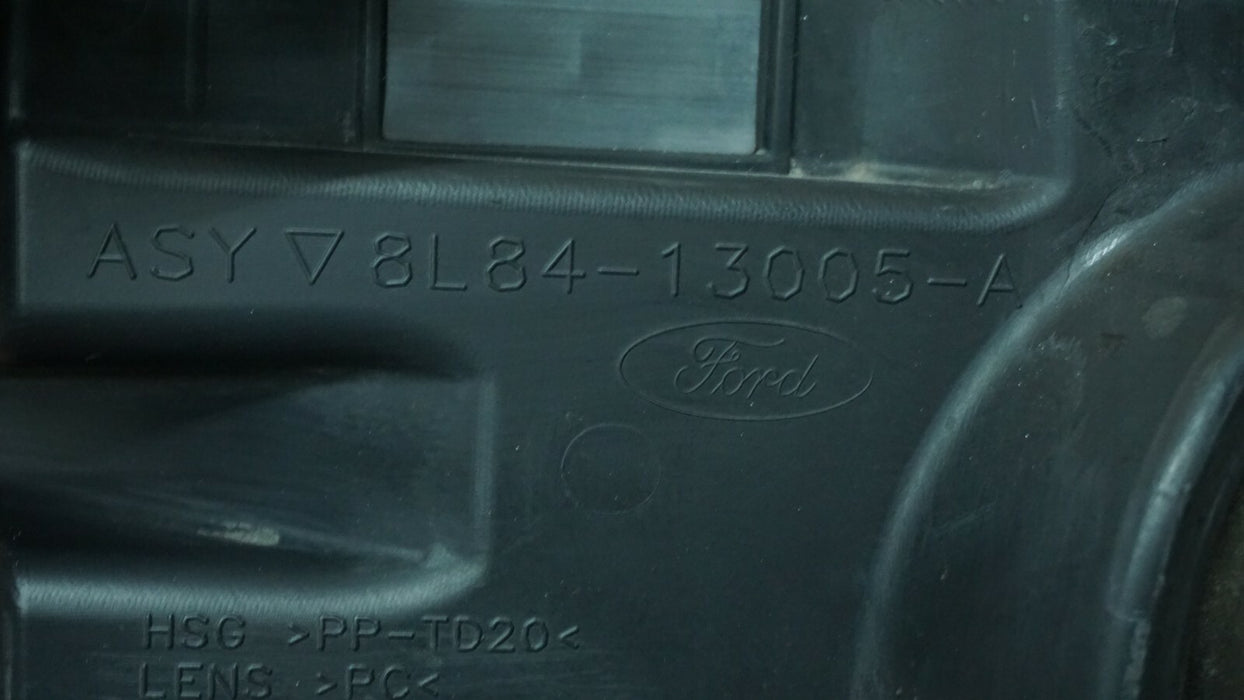 ASY ▽ 8L84-13005-A
Ford
HSG >PP-TD20<
LENS >PC<